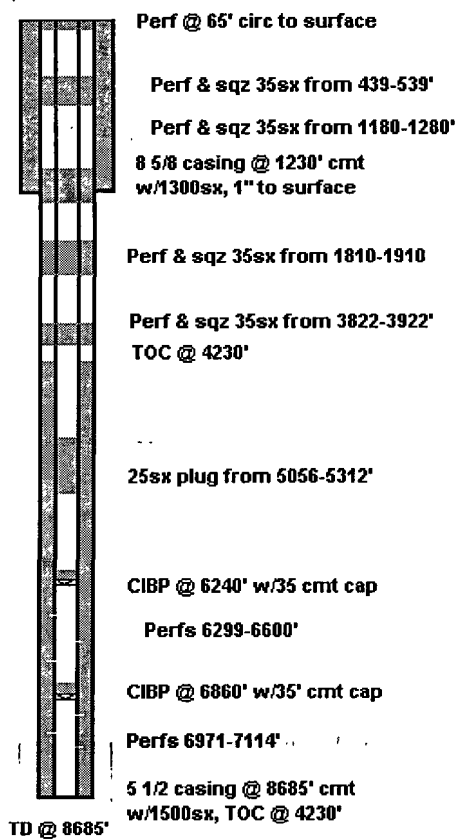 Perf @ 65' circ to surface
Perf & sqz 35sx from 439-539'
Perf & sqz 35sx from 1180-1280'
8 5/8 casing @ 1230' cmt
w/1300sx, 1" to surface
Perf & sqz 35sx from 1810-1910
Perf & sqz 35sx from 3822-3922'
TOC @ 4230'
25sx plug from 5056-5312'
CIBP @ 6240' w/35 cmt cap
Perfs 6299-6600'
CIBP @ 6860' w/35' cmt cap
Perfs 6971-7114'
5 1/2 casing @ 8685' cmt
w/1500sx, TOC @ 4230'
TD @ 8685'